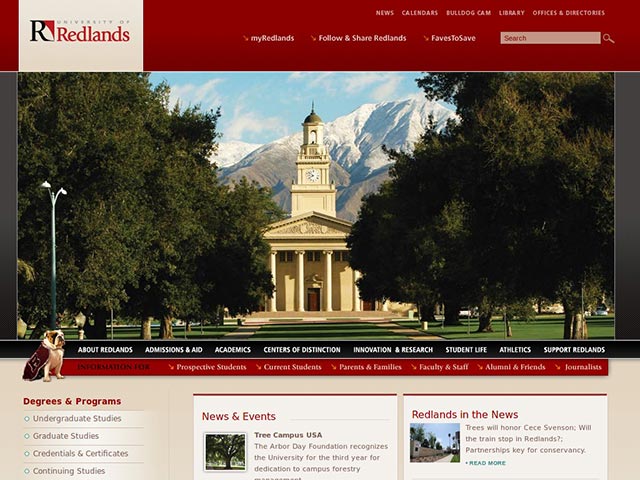 UNIVERSITY OF
R Redlands
NEWS CALENDARS BULLDOG CAM LIBRARY OFFICES & DIRECTORIES
myRedlands Follow & Share Redlands FavesToSave
Search
ABOUT REDLANDS ADMISSIONS & AID ACADEMICS CENTERS OF DISTINCTION INNOVATION & RESEARCH STUDENT LIFE ATHLETICS SUPPORT REDLANDS
INFORMATION FOR Prospective Students Current Students Parents & Families Faculty & Staff Alumni & Friends Journalists
Degrees & Programs
Undergraduate Studies
Graduate Studies
Credentials & Certificates
Continuing Studies
News & Events
Tree Campus USA
The Arbor Day Foundation recognizes
the University for the third year for
dedication to campus forestry
management.
Redlands in the News
Trees will honor Cece Svenson; Will
the train stop in Redlands?;
Partnerships key for conservancy.
• READ MORE